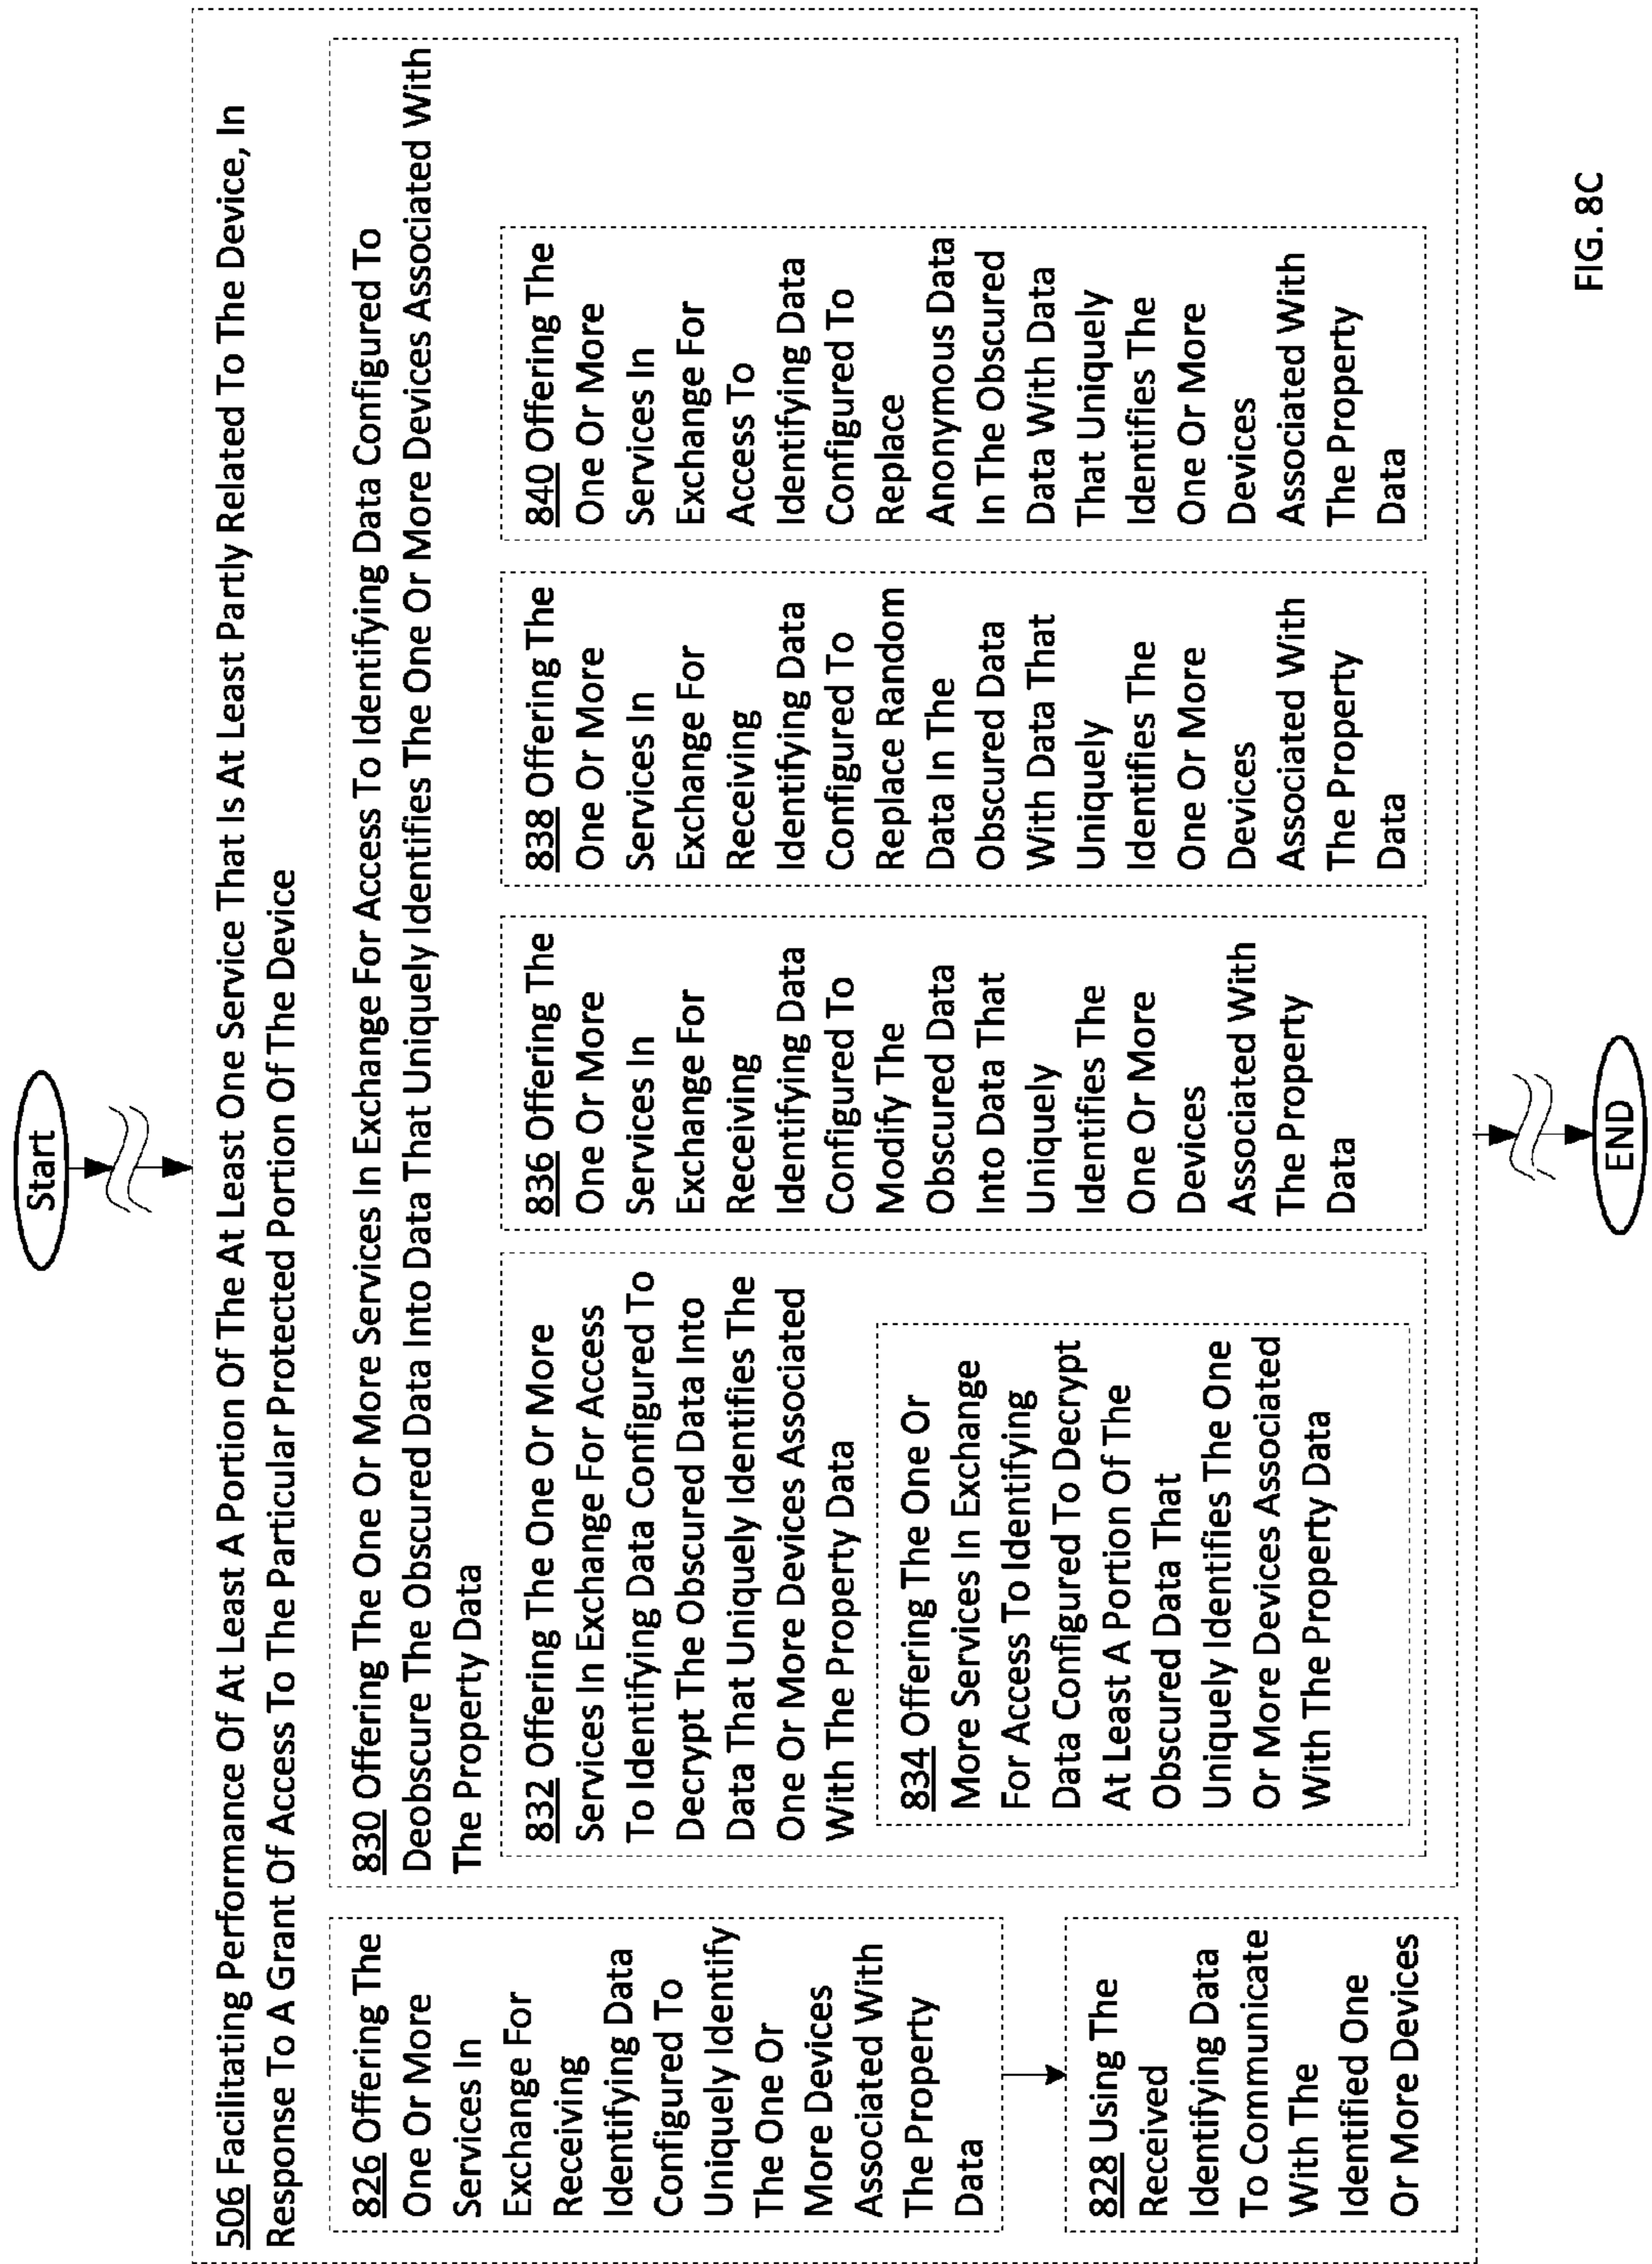 Start
506 Facilitating Performance Of At Least A Portion Of The At Least One Service That Is At Least Partly Related To The Device, In
Response To A Grant Of Access To The Particular Protected Portion Of The Device
826 Offering The
One Or More
Services In
Exchange For
Receiving
Identifying Data
Configured To
Uniquely Identify
The One Or
More Devices
Associated With
The Property
Data
828 Using The
Received
Identifying Data
To Communicate
With The
Identified One
Or More Devices
830 Offering The One Or More Services In Exchange For Access To Identifying Data Configured To
Deobscure The Obscured Data Into Data That Uniquely Identifies The One Or More Devices Associated With
The Property Data
832 Offering The One Or More
Services In Exchange For Access
To Identifying Data Configured To
Decrypt The Obscured Data Into
Data That Uniquely Identifies The
One Or More Devices Associated
With The Property Data
834 Offering The One Or
More Services In Exchange
For Access To Identifying
Data Configured To Decrypt
At Least A Portion Of The
Obscured Data That
Uniquely Identifies The One
Or More Devices Associated
With The Property Data
836 Offering The
One Or More
Services In
Exchange For
Receiving
Identifying Data
Configured To
Modify The
Obscured Data
Into Data That
Uniquely
Identifies The
One Or More
Devices
Associated With
The Property
Data
838 Offering The
One Or More
Services In
Exchange For
Receiving
Identifying Data
Configured To
Replace Random
Data In The
Obscured Data
With Data That
Uniquely
Identifies The
One Or More
Devices
Associated With
The Property
Data
840 Offering The
One Or More
Services In
Exchange For
Access To
Identifying Data
Configured To
Replace
Anonymous Data
In The Obscured
Data With Data
That Uniquely
Identifies The
One Or More
Devices
Associated With
The Property
Data
END
FIG. 8C